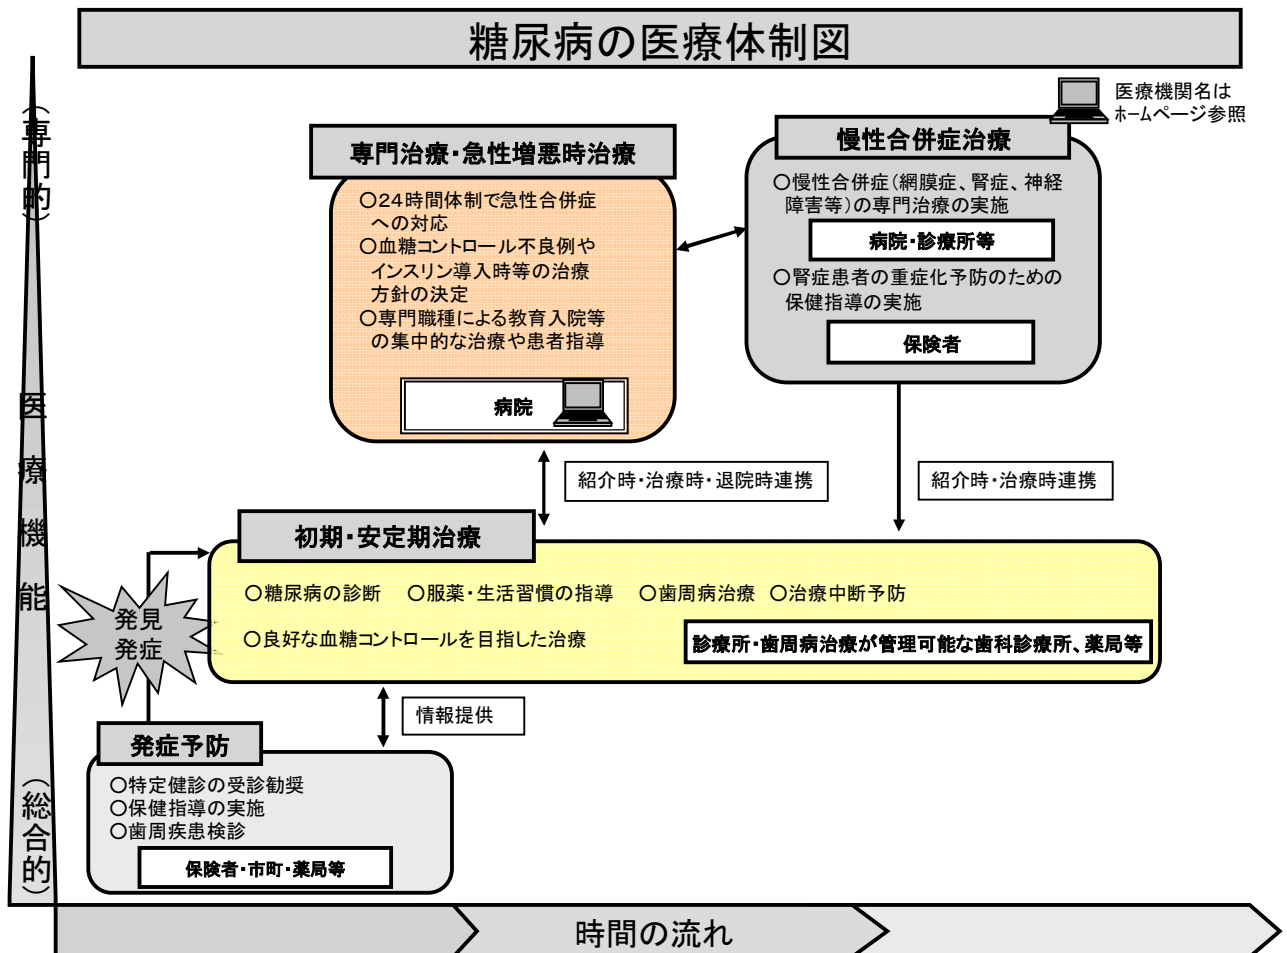 糖尿病の医療体制図
医療機関名は
ホームページ参照
（専門的）
医療機能
（総合的）
専門治療・急性増悪時治療
○24時間体制で急性合併症
への対応
○血糖コントロール不良例や
インスリン導入時等の治療
方針の決定
○専門職種による教育入院等
の集中的な治療や患者指導
病院
慢性合併症治療
○慢性合併症(網膜症、腎症、神経
障害等)の専門治療の実施
病院・診療所等
○腎症患者の重症化予防のための
保健指導の実施
保険者
紹介時・治療時・退院時連携
紹介時・治療時連携
初期・安定期治療
○糖尿病の診断 ○服薬・生活習慣の指導 ○歯周病治療 ○治療中断予防
○良好な血糖コントロールを目指した治療
診療所・歯周病治療が管理可能な歯科診療所、薬局等
発見
発症
情報提供
発症予防
○特定健診の受診勧奨
○保健指導の実施
○歯周疾患検診
保険者・市町・薬局等
時間の流れ